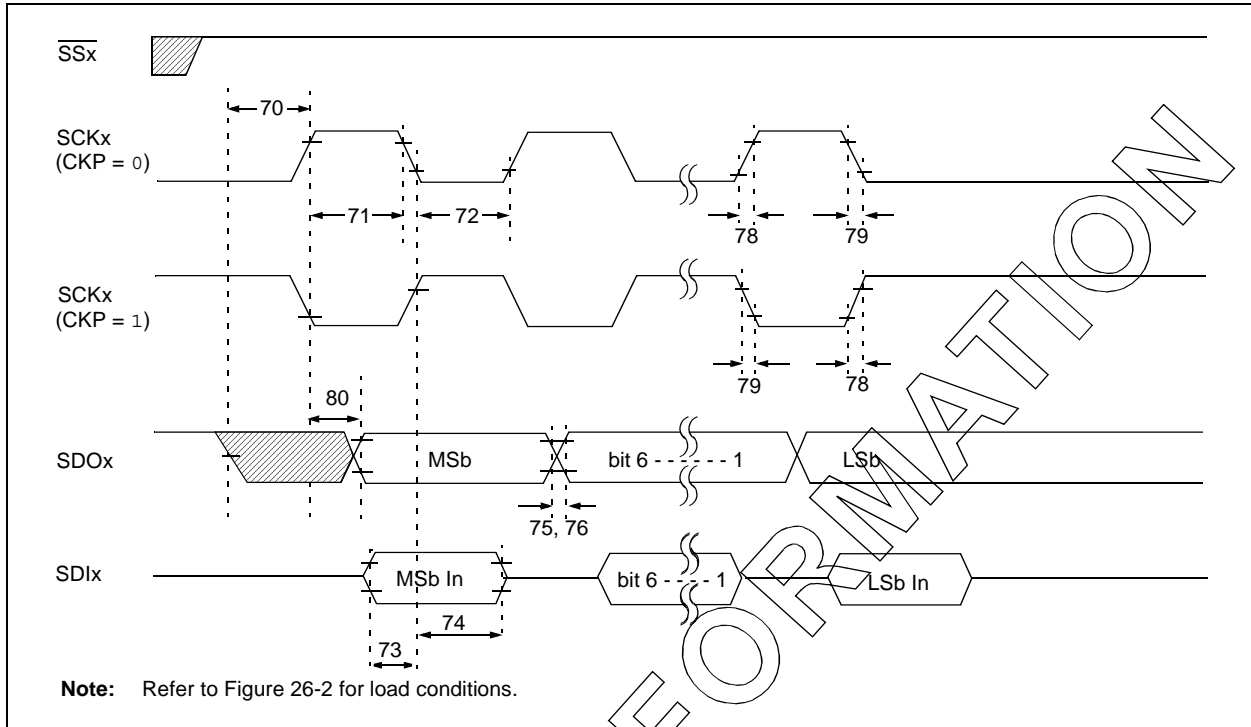 SSx
70
SCKx
(CKP = 0)
71
72
78
79
SCKx
(CKP = 1)
79
78
80
SDOx
MSb
bit 6 - - - - - - 1
LSb
75, 76
SDIx
MSb In
bit 6 - - - - - 1
LSb In
74
73
Note: Refer to Figure 26-2 for load conditions.
FORMATION